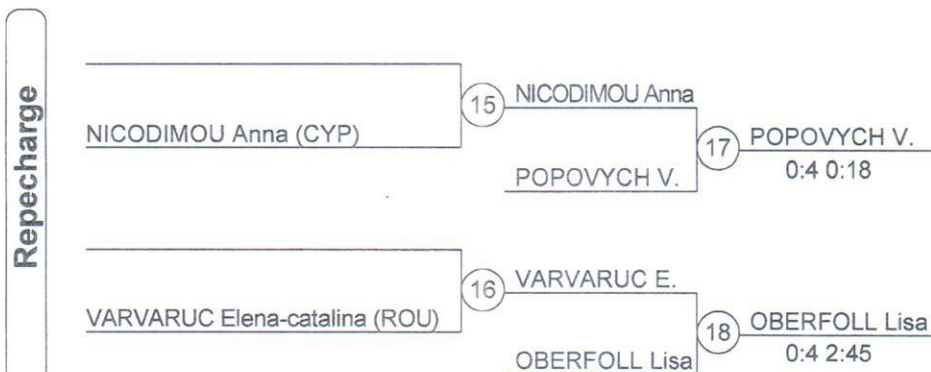 Repechage
15
NICODIMOU Anna
NICODIMOU Anna (CYP)
17
POPOVYCH V.
0:4 0:18
POPOVYCH V.
16
VARVARUC E.
VARVARUC Elena-catalina (ROU)
18
OBERFOLL Lisa
0:4 2:45
OBERFOLL Lisa